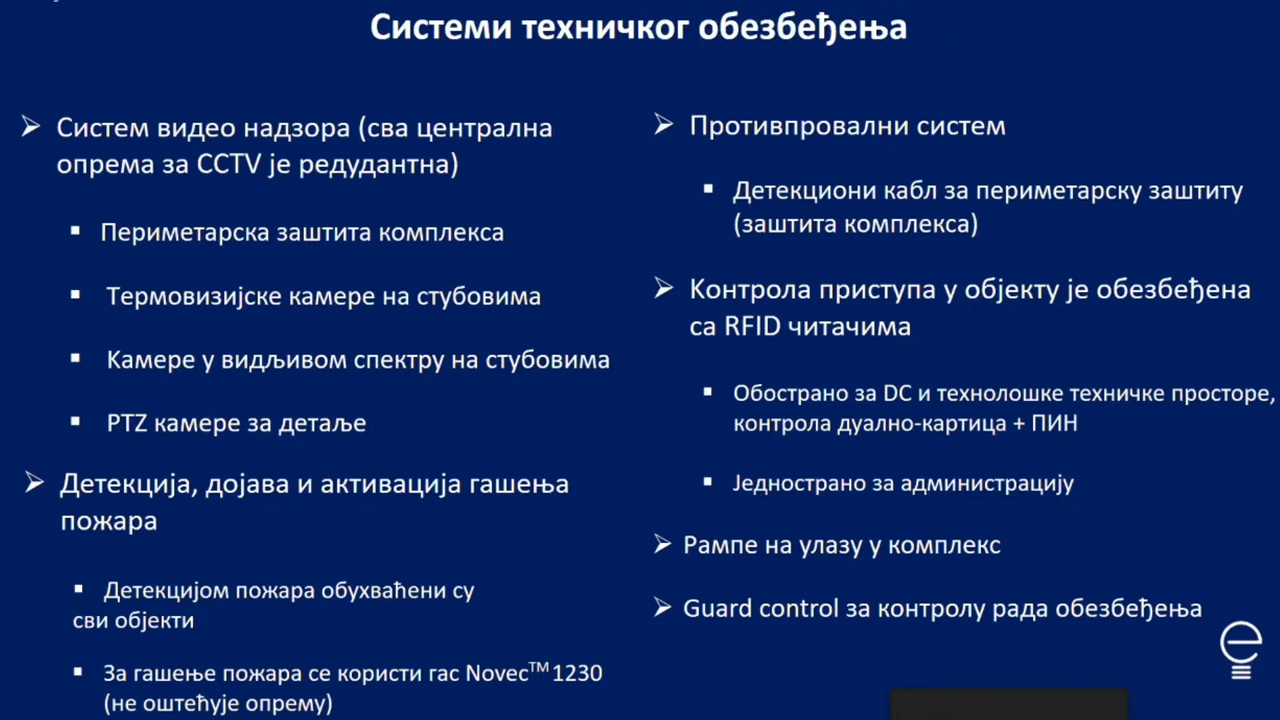 Системи техничког обезбеђења
Систем видео надзора (сва централна
опрема за CCTV је редудантна)
Периметарска заштита комплекса
Термовизијске камере на стубовима
Камере у видљивом спектру на стубовима
PTZ камере за детаље
Детекција, дојава и активација гашења
пожара
Детекцијом пожара обухваћени су
сви објекти
За гашење пожара се користи гас Novec™ 1230
(не оштећује опрему)
Противпровални систем
Детекциони кабл за периметарску заштиту
(заштита комплекса)
Контрола приступа у објекту је обезбеђена
са RFID читачима
Обострано за DC и технолошке техничке просторе,
контрола дуално-картица + ПИН
Једнострано за администрацију
Рампе на улазу у комплекс
Guard control за контролу рада обезбеђења